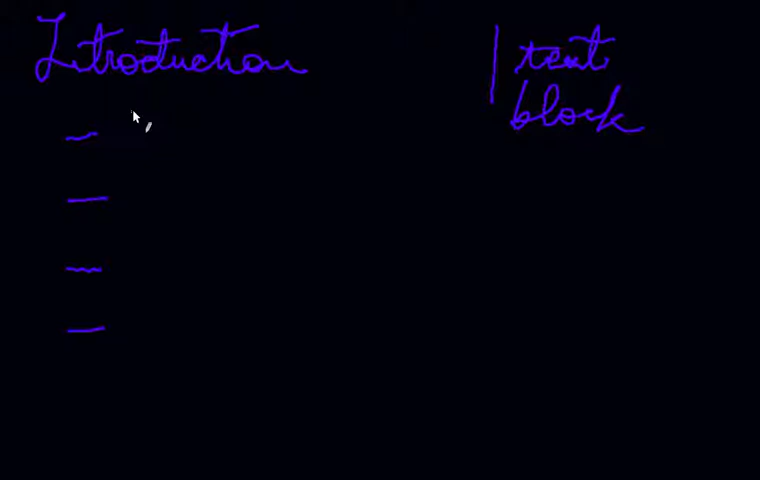 Introduction
text
block
–
–
–
–